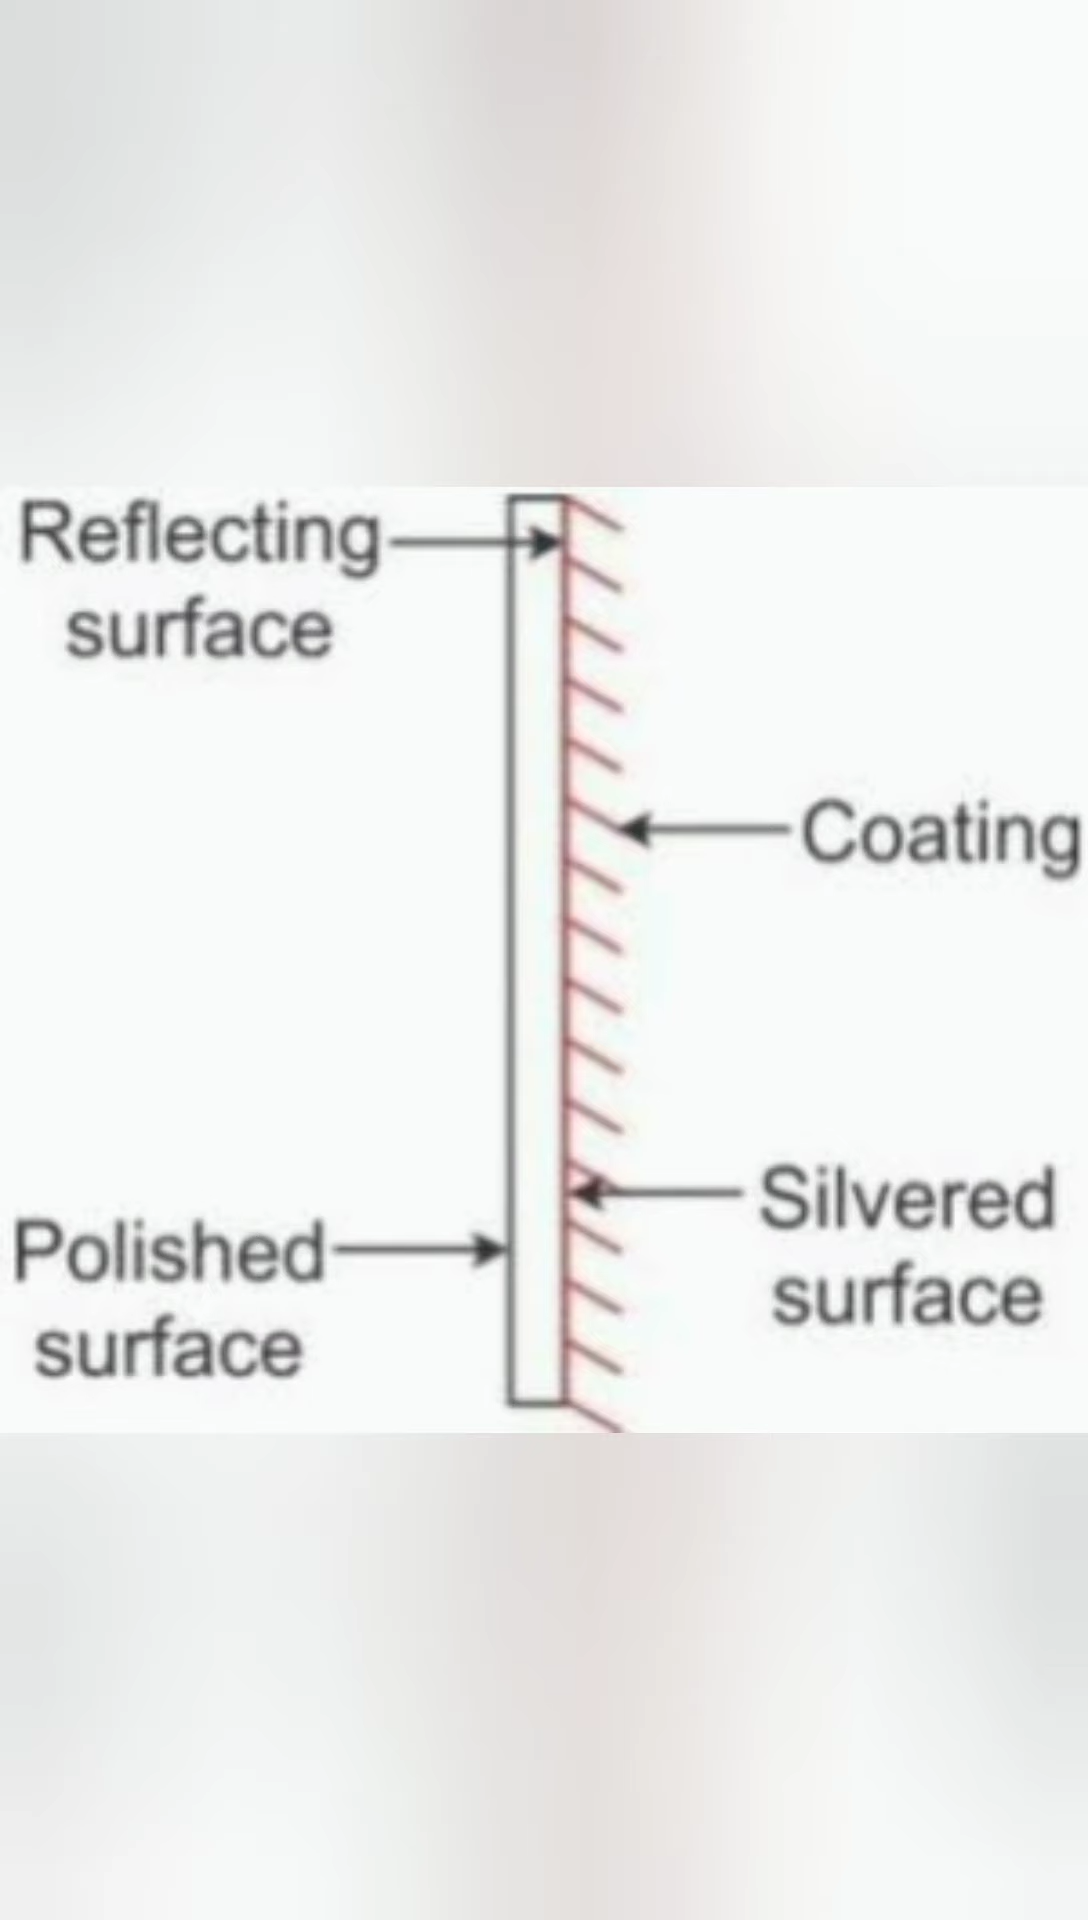 Reflecting
surface
Coating
Silvered
surface
Polished
surface